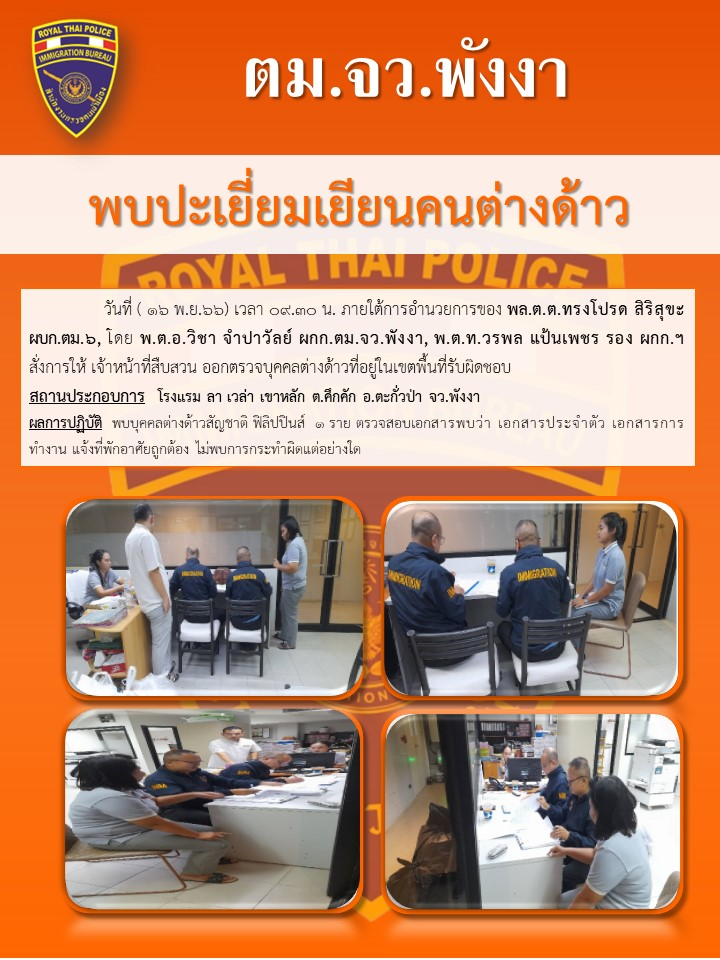 ROYAL THAI POLICE
IMMIGRATION BUREAU
สำนักงานตรวจคนเข้าเมือง
ตม.จว.พังงา
พบปะเยี่ยมเยียนคนต่างด้าว
ROYAL THAI POLICE
วันที่ ( ๑๖ พ.ย.๖๖) เวลา ๐๙.๓๐ น. ภายใต้การอำนวยการของ พล.ต.ต.ทรงโปรด สิริสุขะ
ผบก.ตม.๖, โดย พ.ต.อ.วิชา จำปาวัลย์ ผกก.ตม.จว.พังงา, พ.ต.ท.วรพล แป้นเพชร รอง ผกก.ฯ
สั่งการให้ เจ้าหน้าที่สืบสวน ออกตรวจบุคคลต่างด้าวที่อยู่ในเขตพื้นที่รับผิดชอบ
สถานประกอบการ โรงแรม ลา เวล่า เขาหลัก ต.คึกคัก อ.ตะกั่วป่า จว.พังงา
ผลการปฏิบัติ พบบุคคลต่างด้าวสัญชาติ ฟิลิปปินส์ ๑ ราย ตรวจสอบเอกสารพบว่า เอกสารประจำตัว เอกสารการ
ทำงาน แจ้งที่พักอาศัยถูกต้อง ไม่พบการกระทำผิดแต่อย่างใด
IMMIGRATION
IMMIGRATION
IMMIGRATION
IMMIGRATION